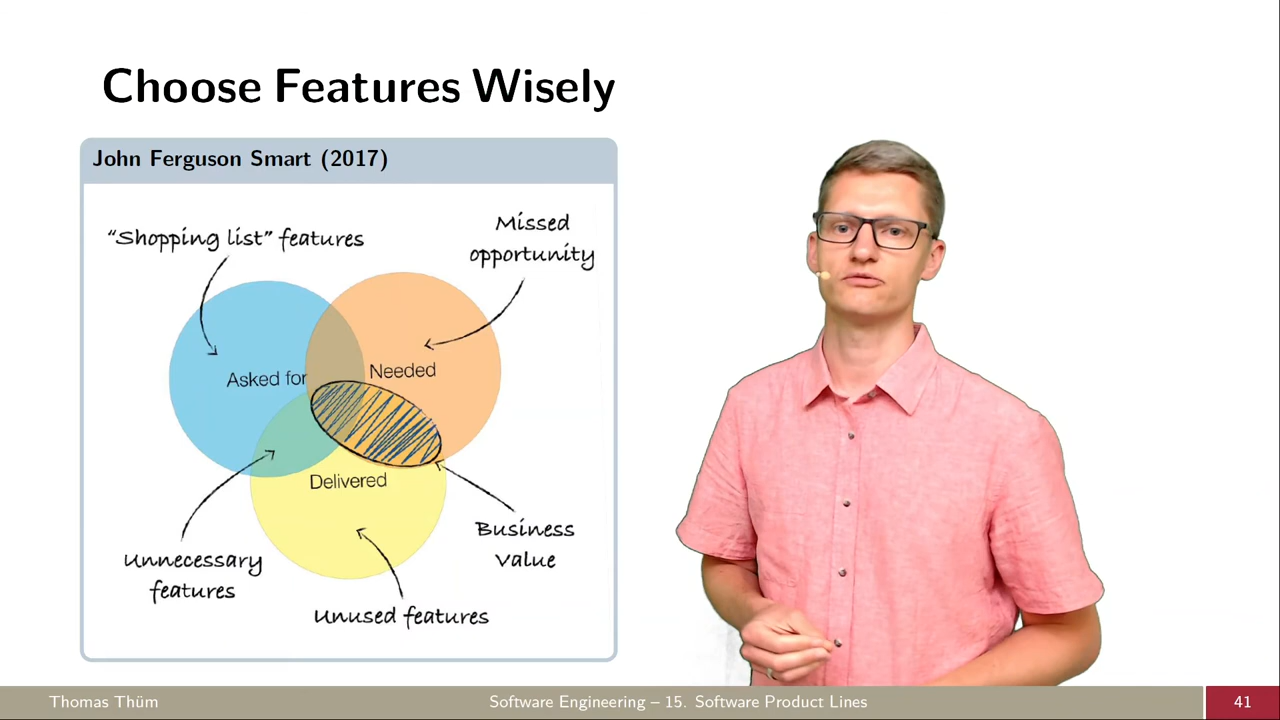 Choose Features Wisely
John Ferguson Smart (2017)
“Shopping list” features
Missed
opportunity
Asked for
Needed
Delivered
Business
Value
Unnecessary
features
Unused features
Thomas Thüm
Software Engineering – 15. Software Product Lines
41